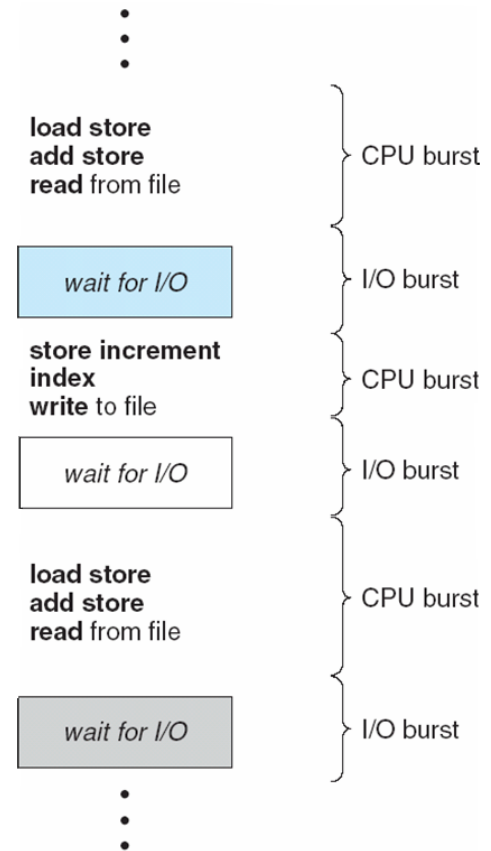 load store
add store
read from file
CPU burst
wait for I/O
I/O burst
store increment
index
write to file
CPU burst
wait for I/O
I/O burst
load store
add store
read from file
CPU burst
wait for I/O
I/O burst